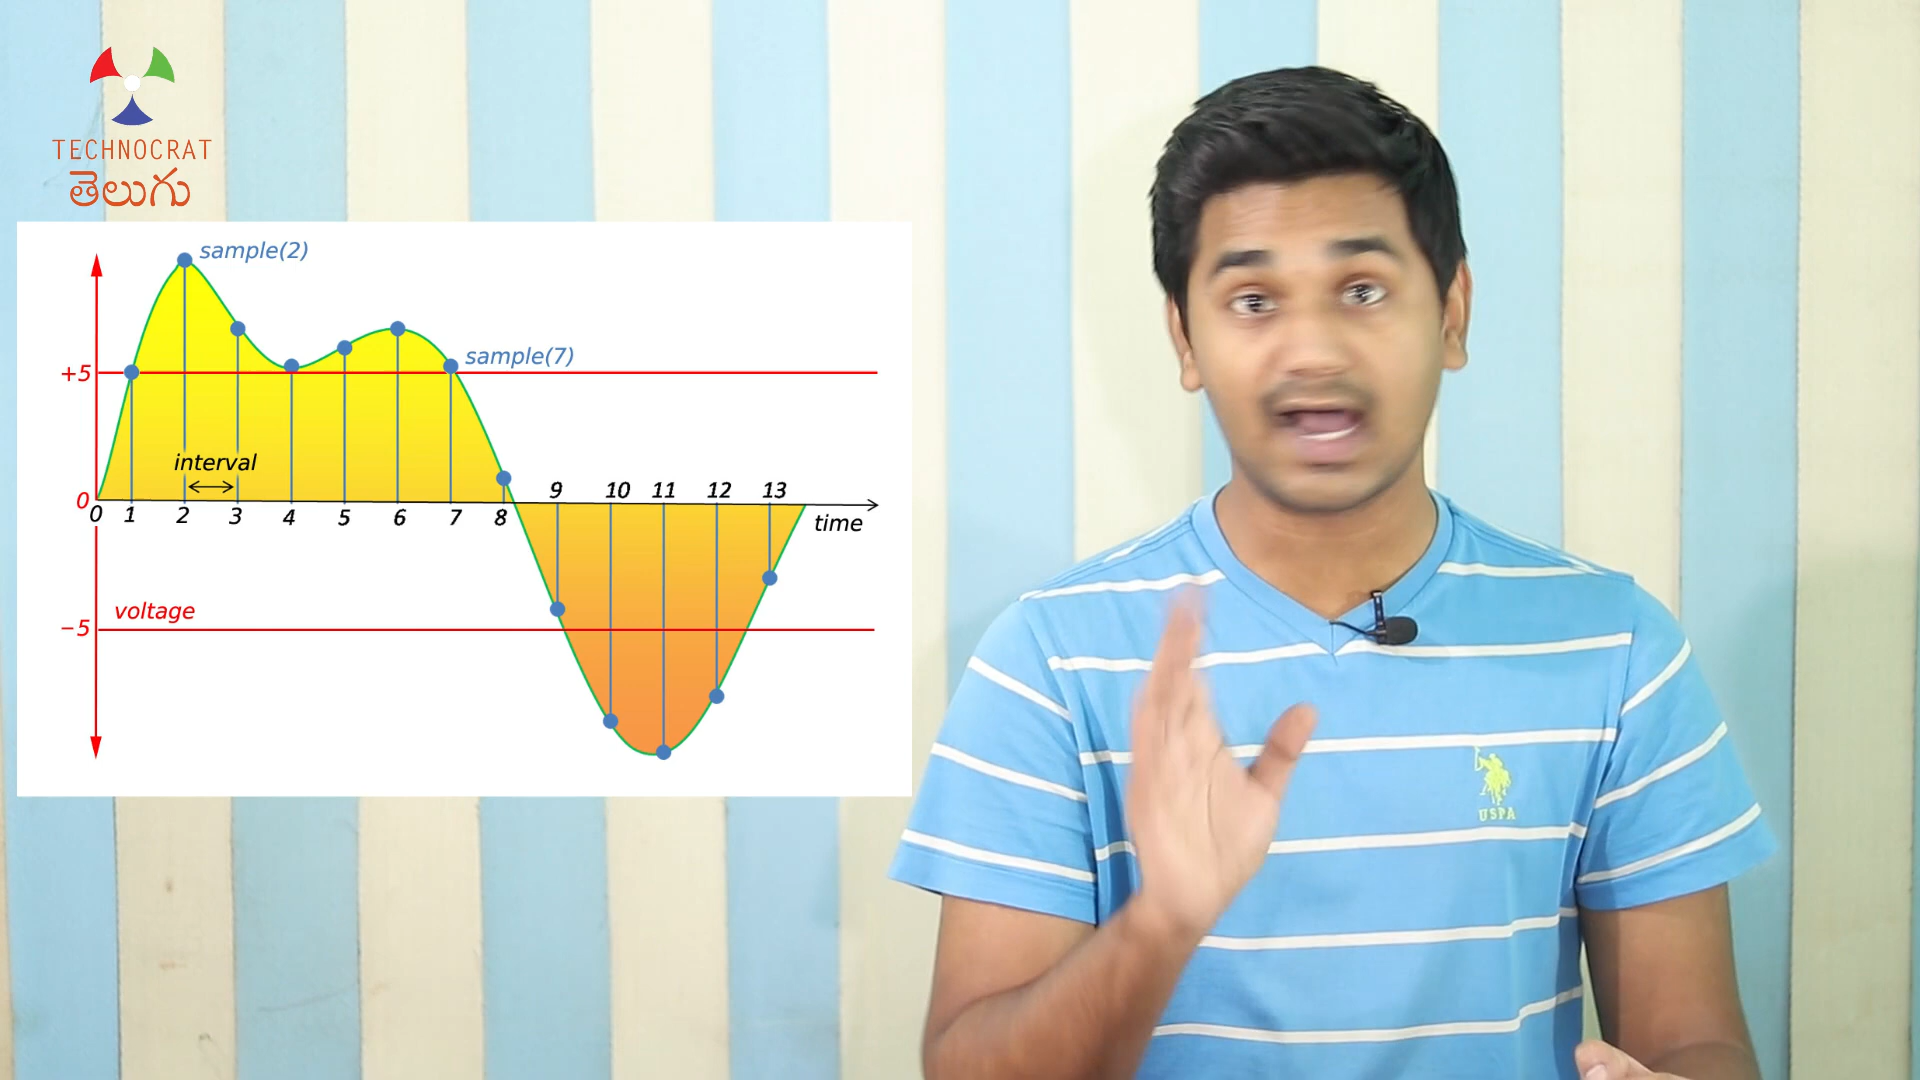 TECHNOCRAT
తెలుగు
sample(2)
sample(7)
+5
interval
0
0 1 2 3 4 5 6 7 8 9 10 11 12 13
time
voltage
−5
USPA